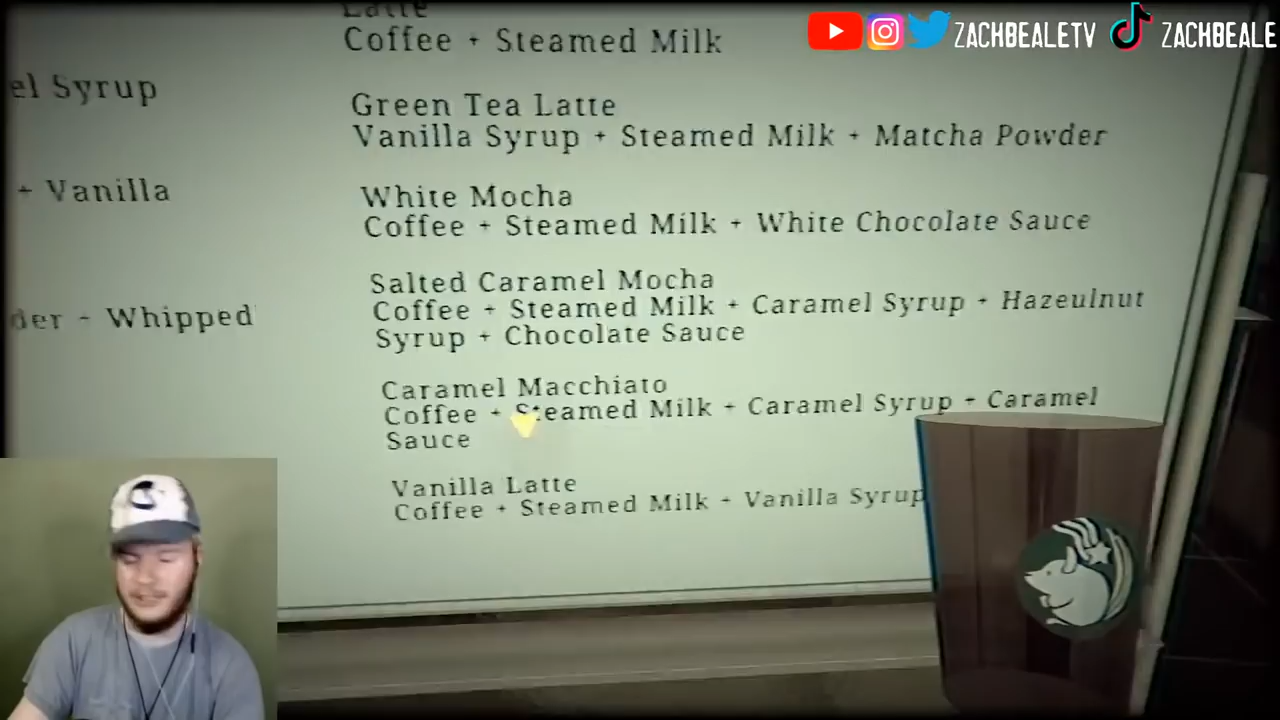 Latte
Coffee + Steamed Milk
ZACHBEALETV
ZACHBEALE
el Syrup
Green Tea Latte
Vanilla Syrup + Steamed Milk + Matcha Powder
+ Vanilla
White Mocha
Coffee + Steamed Milk + White Chocolate Sauce
Salted Caramel Mocha
Coffee + Steamed Milk + Caramel Syrup + Hazeulnut
Syrup + Chocolate Sauce
der - Whipped
Caramel Macchiato
Coffee + Steamed Milk + Caramel Syrup + Caramel
Sauce
Vanilla Latte
Coffee + Steamed Milk + Vanilla Syrup